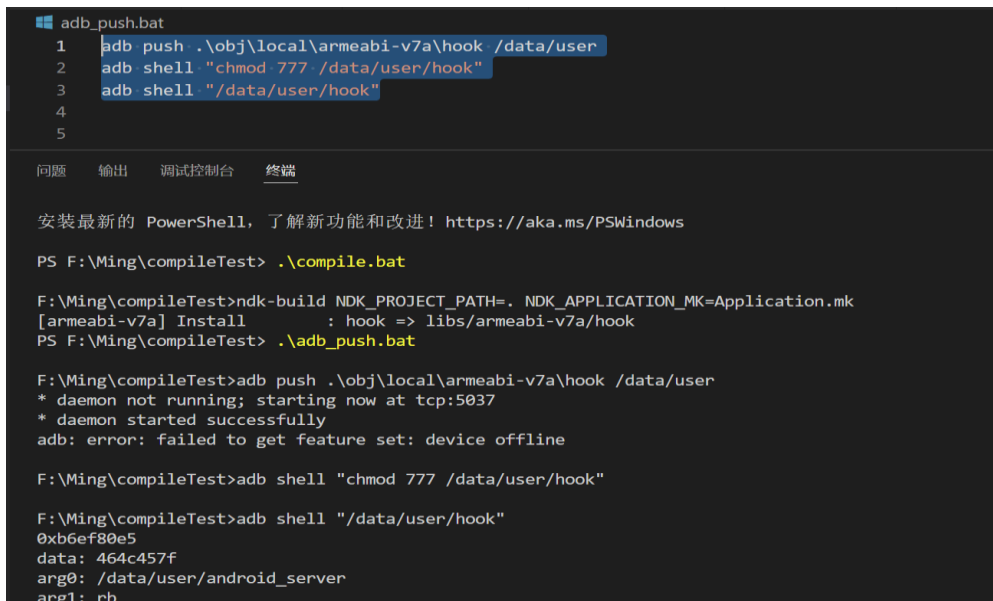 adb_push.bat
1 adb push .\obj\local\armeabi-v7a\hook /data/user
2 adb shell "chmod 777 /data/user/hook"
3 adb shell "/data/user/hook"
4
5
问题 输出 调试控制台 终端
安装最新的 PowerShell，了解新功能和改进！https://aka.ms/PSWindows
PS F:\Ming\compileTest> .\compile.bat
F:\Ming\compileTest>ndk-build NDK_PROJECT_PATH=. NDK_APPLICATION_MK=Application.mk
[armeabi-v7a] Install        : hook => libs/armeabi-v7a/hook
PS F:\Ming\compileTest> .\adb_push.bat
F:\Ming\compileTest>adb push .\obj\local\armeabi-v7a\hook /data/user
* daemon not running; starting now at tcp:5037
* daemon started successfully
adb: error: failed to get feature set: device offline
F:\Ming\compileTest>adb shell "chmod 777 /data/user/hook"
F:\Ming\compileTest>adb shell "/data/user/hook"
0xb6ef80e5
data: 464c457f
arg0: /data/user/android_server
arg1: rb